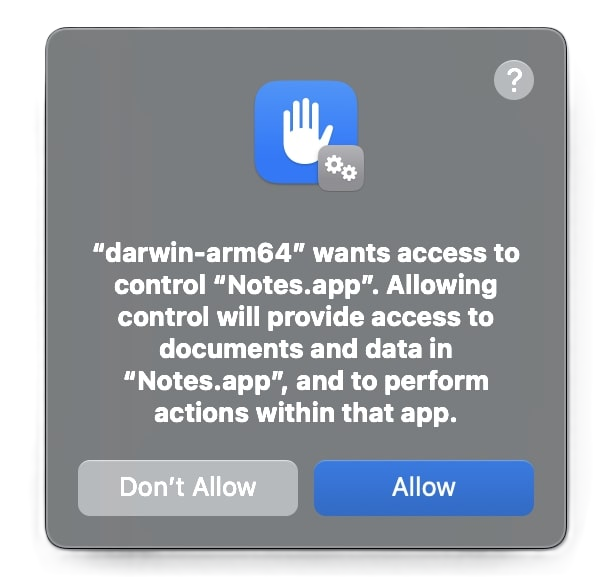 ?
“darwin-arm64” wants access to
control “Notes.app”. Allowing
control will provide access to
documents and data in
“Notes.app”, and to perform
actions within that app.
Don’t Allow
Allow